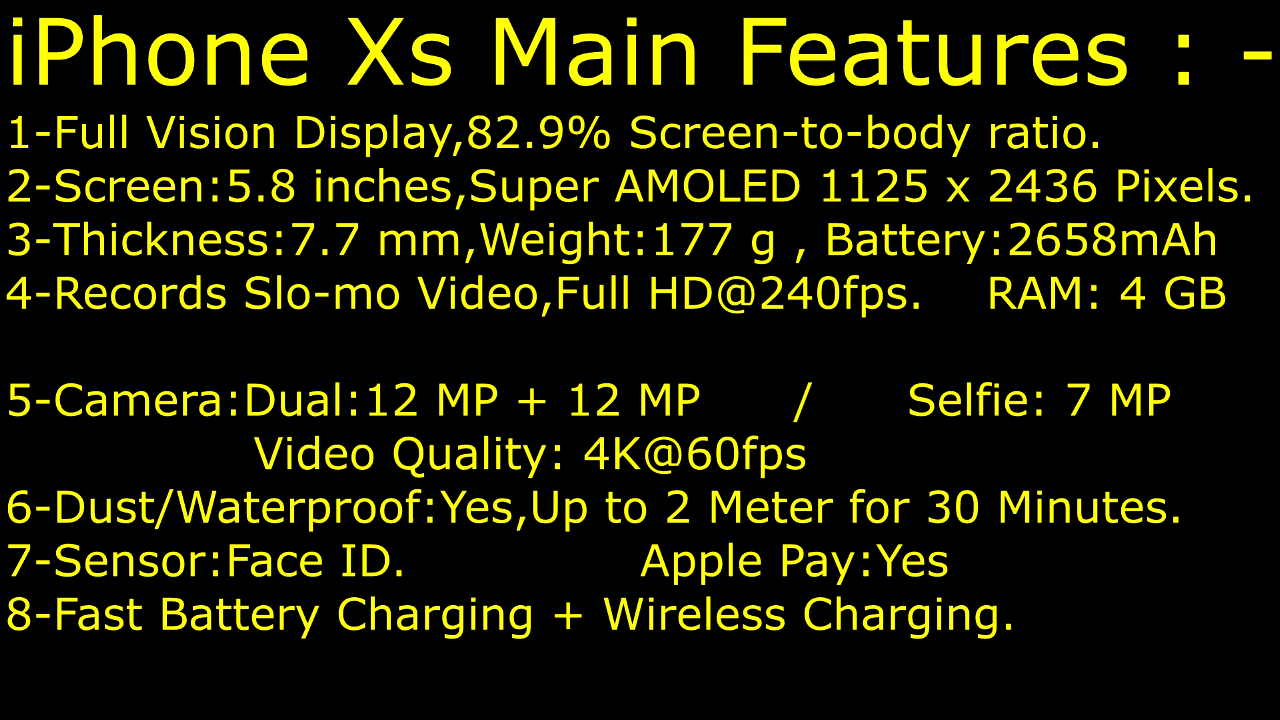 iPhone Xs Main Features : -
1-Full Vision Display,82.9% Screen-to-body ratio.
2-Screen:5.8 inches,Super AMOLED 1125 x 2436 Pixels.
3-Thickness:7.7 mm,Weight:177 g , Battery:2658mAh
4-Records Slo-mo Video,Full HD@240fps. RAM: 4 GB
5-Camera:Dual:12 MP + 12 MP / Selfie: 7 MP
Video Quality: 4K@60fps
6-Dust/Waterproof:Yes,Up to 2 Meter for 30 Minutes.
7-Sensor:Face ID. Apple Pay:Yes
8-Fast Battery Charging + Wireless Charging.